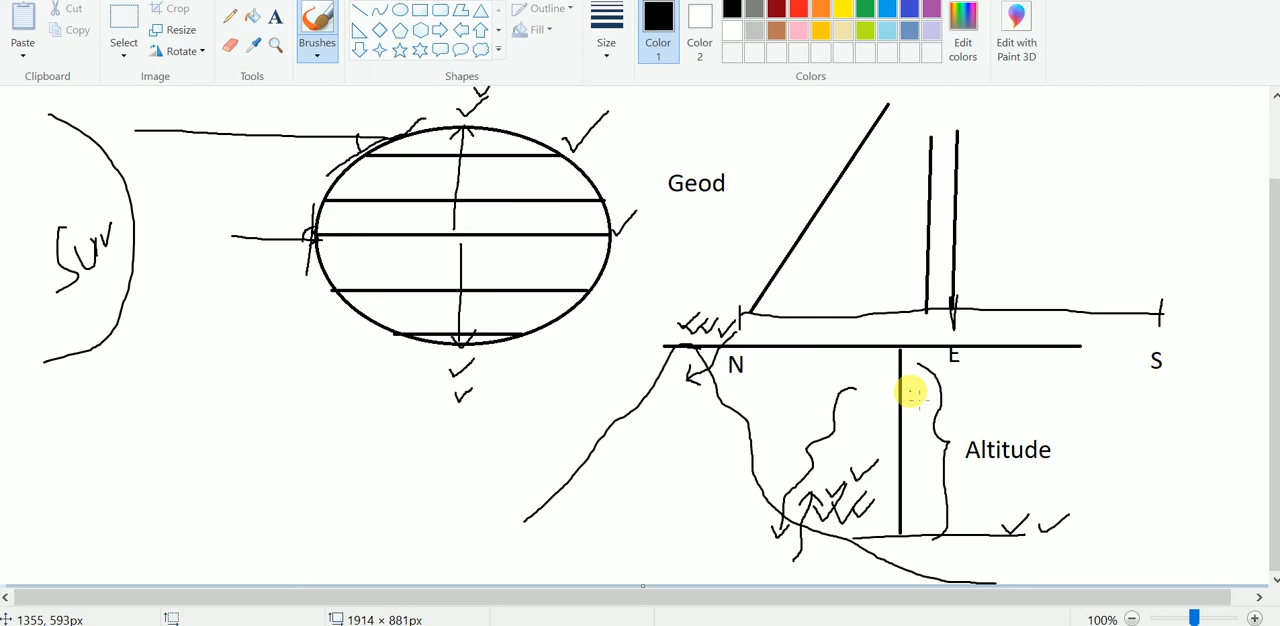 Cut
Crop
Outline
Copy
Resize
Fill
Paste
Select
Rotate
Brushes
Size
Color 1
Color 2
Edit colors
Edit with Paint 3D
Clipboard
Image
Tools
Shapes
Colors
Sun
Geod
N
E
S
Altitude
1355, 593px
1914 × 881px
100%